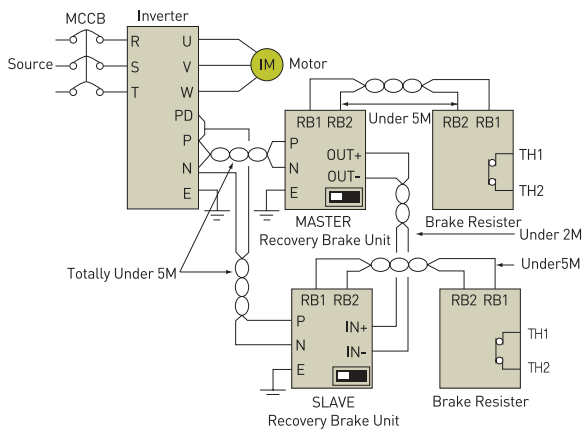 MCCB
Inverter
Source
R
S
T
U
V
W
IM
Motor
PD
P
N
E
RB1 RB2
Under 5M
RB2 RB1
P
N
E
OUT+
OUT-
TH1
TH2
MASTER
Recovery Brake Unit
Brake Resister
Under 2M
Totally Under 5M
Under5M
RB1 RB2
RB2 RB1
P
N
E
IN+
IN-
TH1
TH2
SLAVE
Recovery Brake Unit
Brake Resister